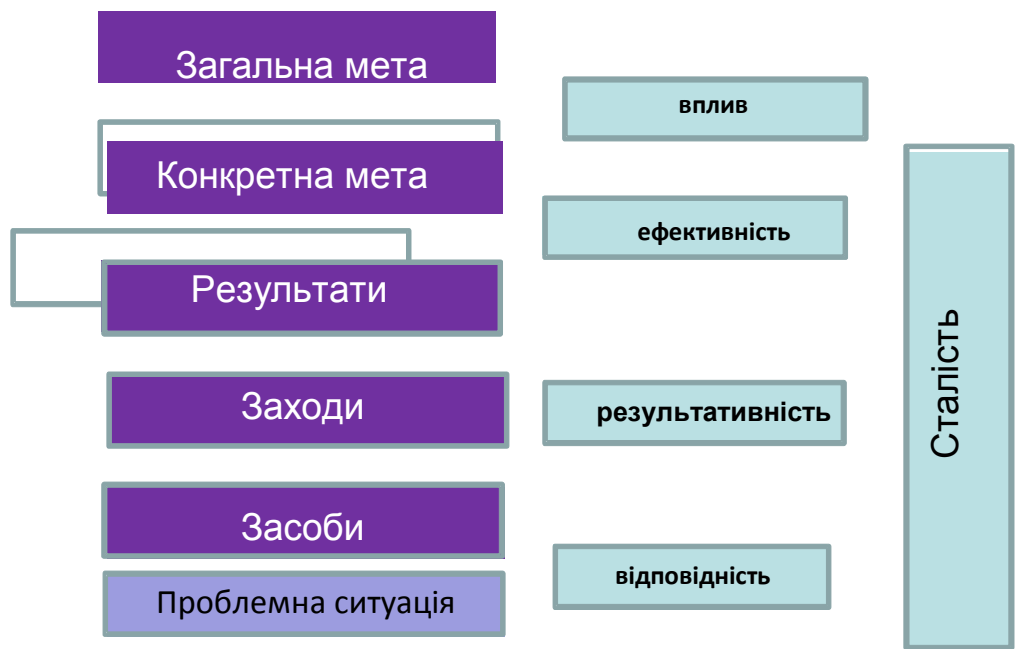 Загальна мета
вплив
Конкретна мета
ефективність
Результати
Заходи
результативність
Засоби
відповідність
Проблемна ситуація
Сталість